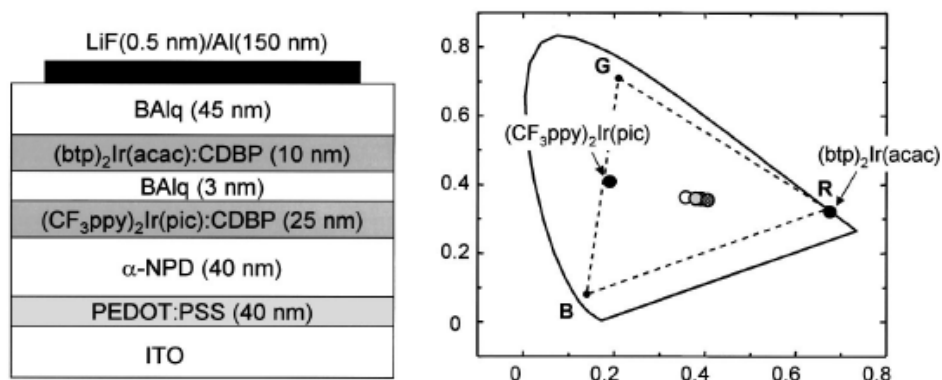 LiF(0.5 nm)/Al(150 nm)
BAlq (45 nm)
(btp)₂Ir(acac):CDBP (10 nm)
BAlq (3 nm)
(CF₃ppy)₂Ir(pic):CDBP (25 nm)
α-NPD (40 nm)
PEDOT:PSS (40 nm)
ITO
0.8
0.6
0.4
0.2
0
G
(CF₃ppy)₂Ir(pic)
(btp)₂Ir(acac)
R
B
0 0.2 0.4 0.6 0.8